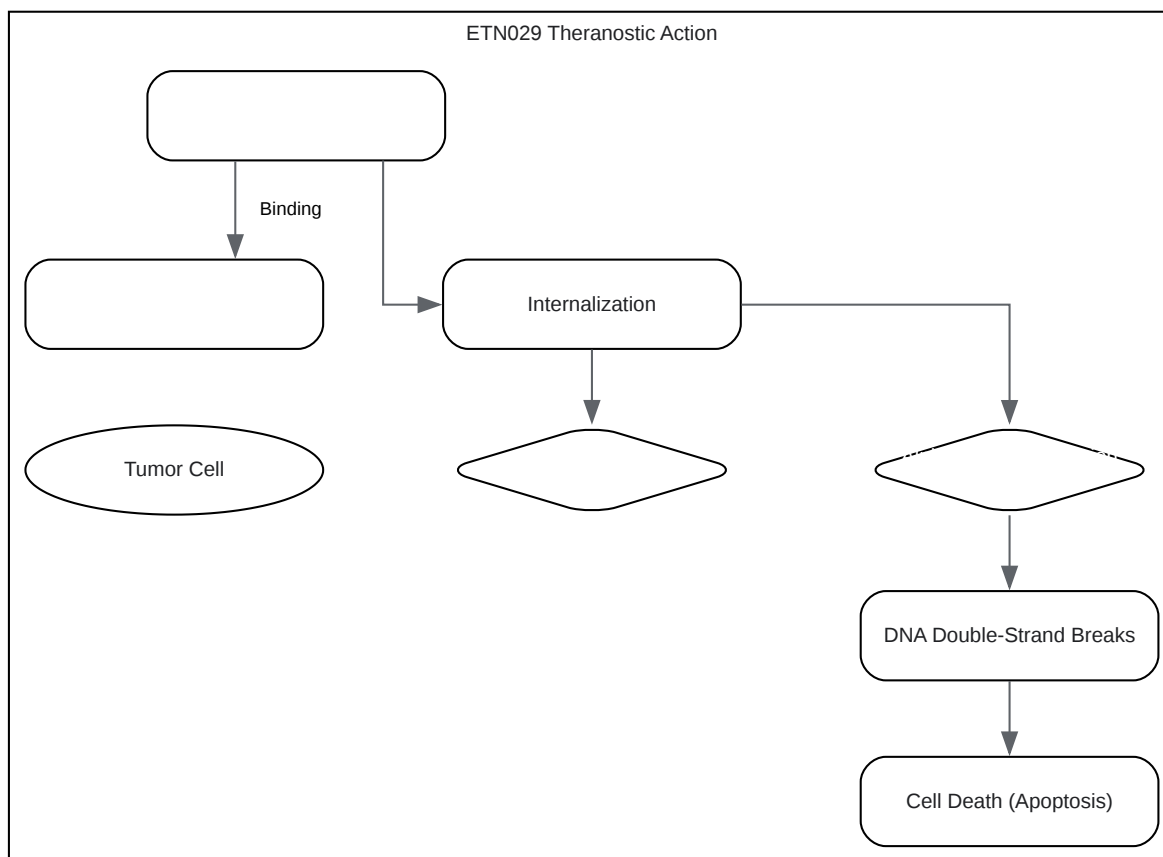 ETN029 Theranostic Action
Binding
Internalization
Tumor Cell
DNA Double-Strand Breaks
Cell Death (Apoptosis)